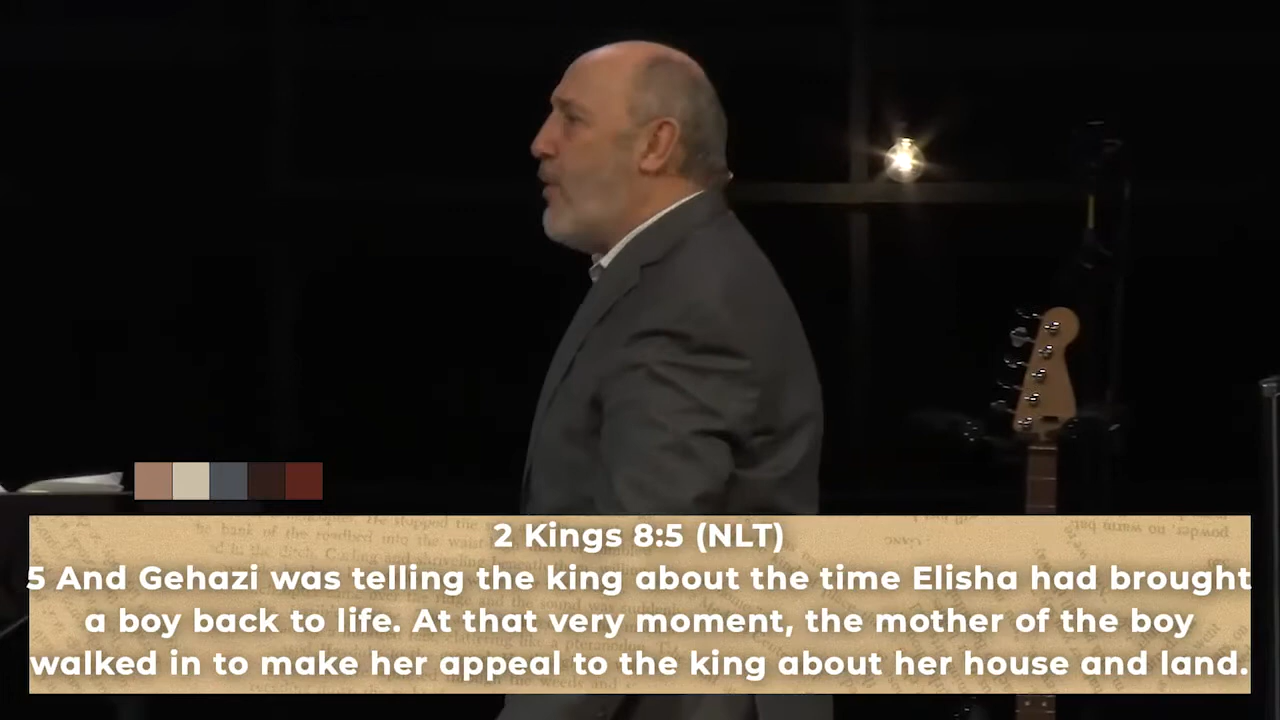 2 Kings 8:5 (NLT)
5 And Gehazi was telling the king about the time Elisha had brought
a boy back to life. At that very moment, the mother of the boy
walked in to make her appeal to the king about her house and land.